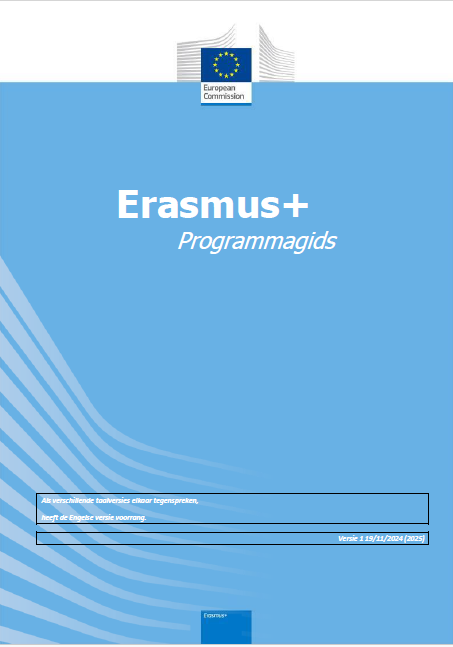 European
Commission
Erasmus+
Programmagids
Als verschillende taalversies elkaar tegenspreken,
heeft de Engelse versie voorrang.
Versie 1 19/11/2024 (2025)
Erasmus+